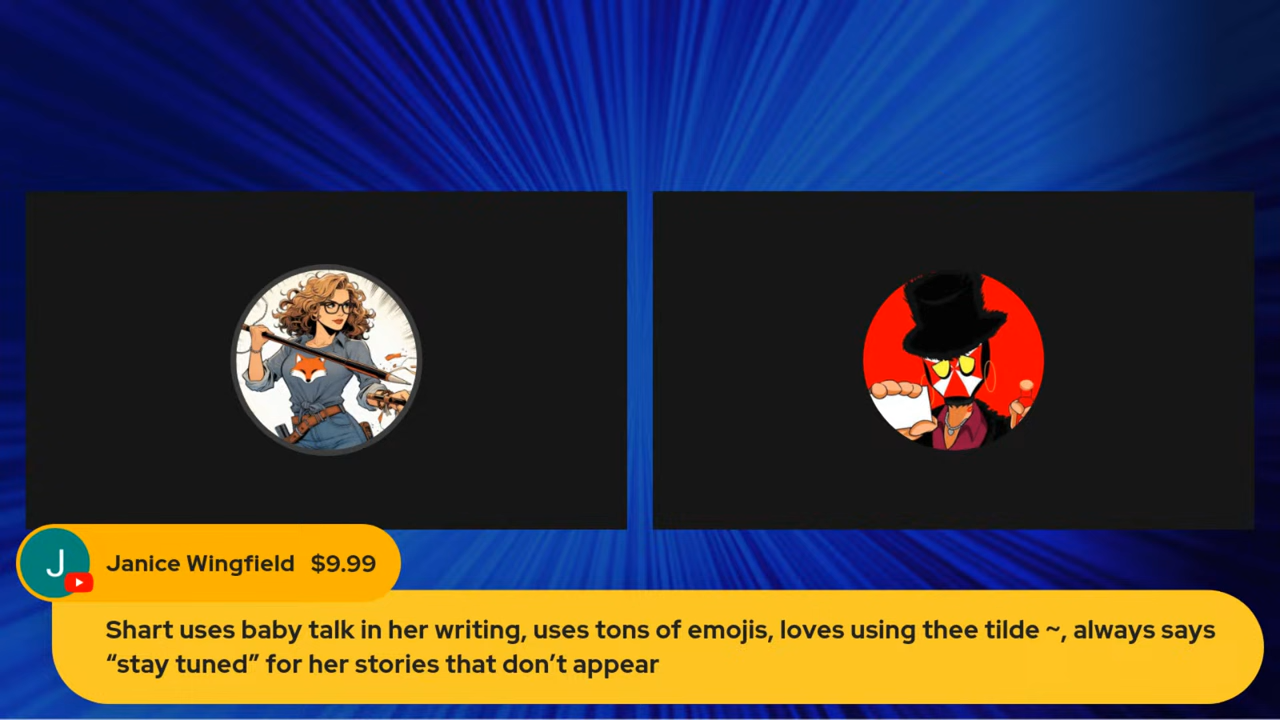 J
Janice Wingfield $9.99
Shart uses baby talk in her writing, uses tons of emojis, loves using thee tilde ~, always says
“stay tuned” for her stories that don’t appear